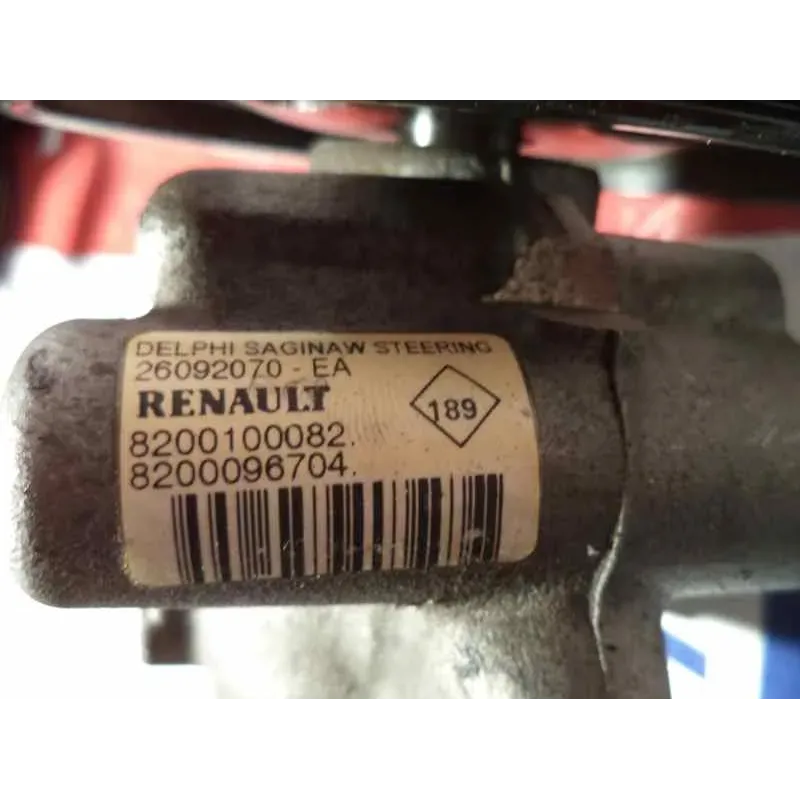 DELPHI SAGINAW STEERING
26092070 - EA
RENAULT
189
8200100082.
8200096704.